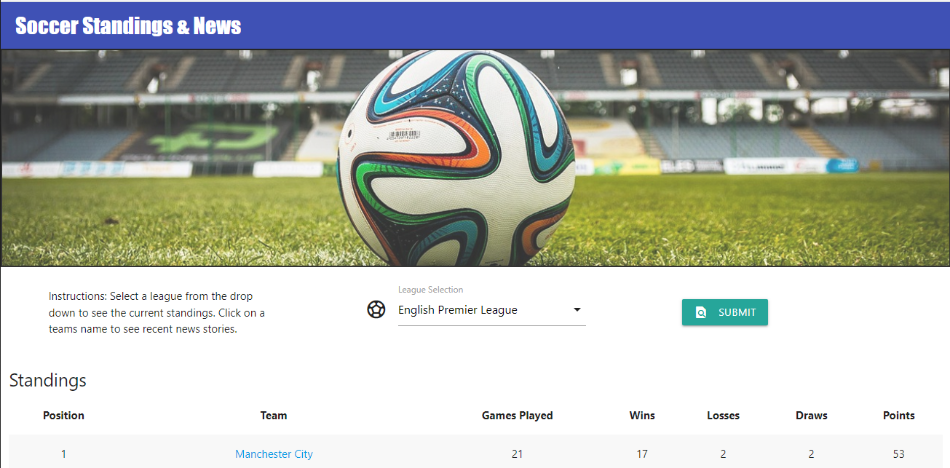 Soccer Standings & News
Instructions: Select a league from the drop
down to see the current standings. Click on a
teams name to see recent news stories.
League Selection
English Premier League
SUBMIT
Standings
Position Team Games Played Wins Losses Draws Points
1 Manchester City 21 17 2 2 53